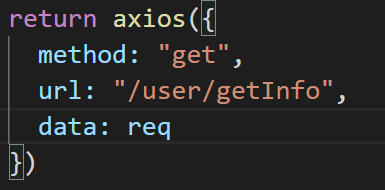 return axios({
  method: "get",
  url: "/user/getInfo",
  data: req
})